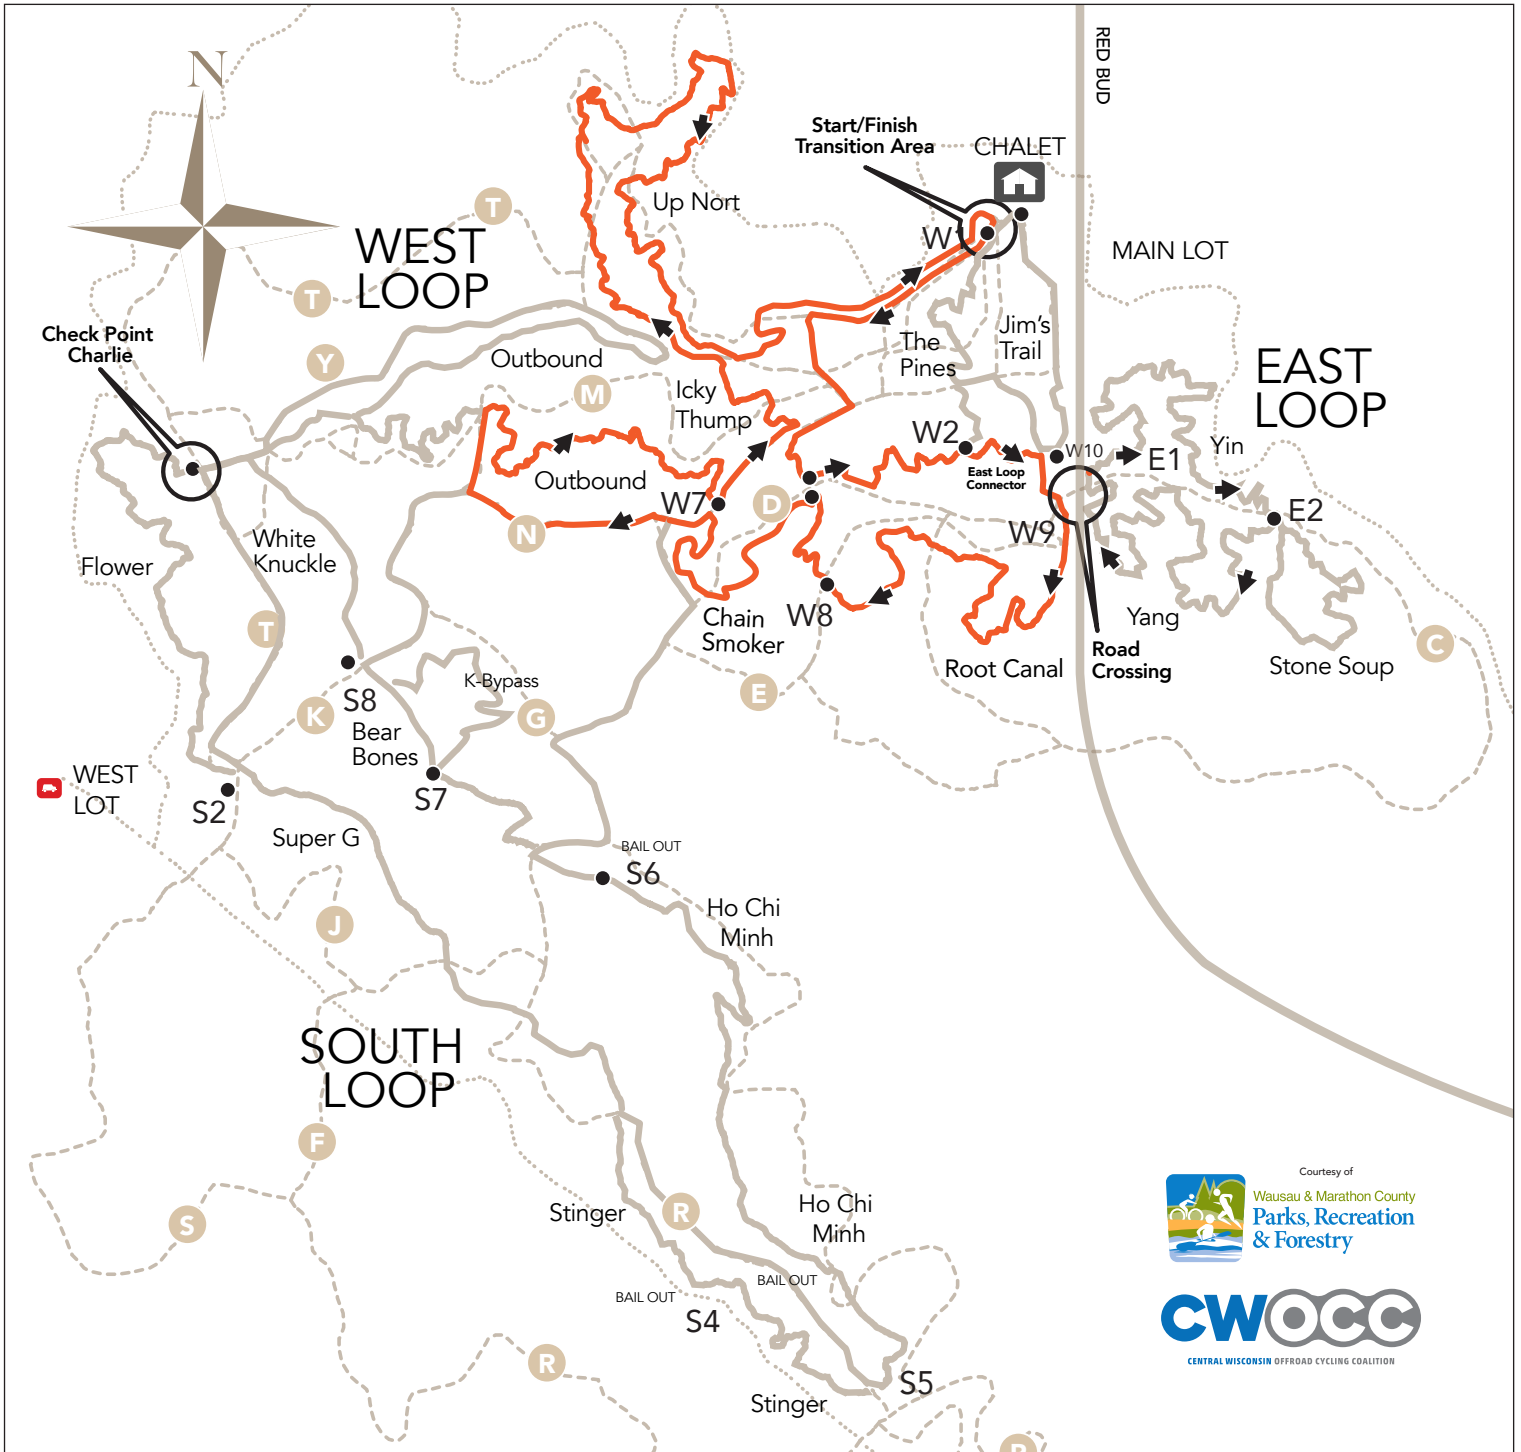 N
RED BUD
Start/Finish
Transition Area
CHALET
T
Up Nort
W1
WEST
LOOP
MAIN LOT
T
Check Point
Charlie
Y
Outbound
The
Pines
Jim's
Trail
EAST
LOOP
M
Icky
Thump
W2
W10
E1
Yin
East Loop
Connector
Outbound
W7
D
E2
N
W9
White
Knuckle
Flower
Chain
Smoker
W8
Yang
T
Road
Crossing
C
Root Canal
Stone Soup
K-Bypass
E
S8
K
G
Bear
Bones
WEST
LOT
S7
S2
Super G
BAIL OUT
S6
Ho Chi
Minh
J
SOUTH
LOOP
F
Courtesy of
Wausau & Marathon County
Parks, Recreation
& Forestry
S
Stinger
R
Ho Chi
Minh
BAIL OUT
BAIL OUT
S4
CWOCC
CENTRAL WISCONSIN OFFROAD CYCLING COALITION
R
S5
Stinger